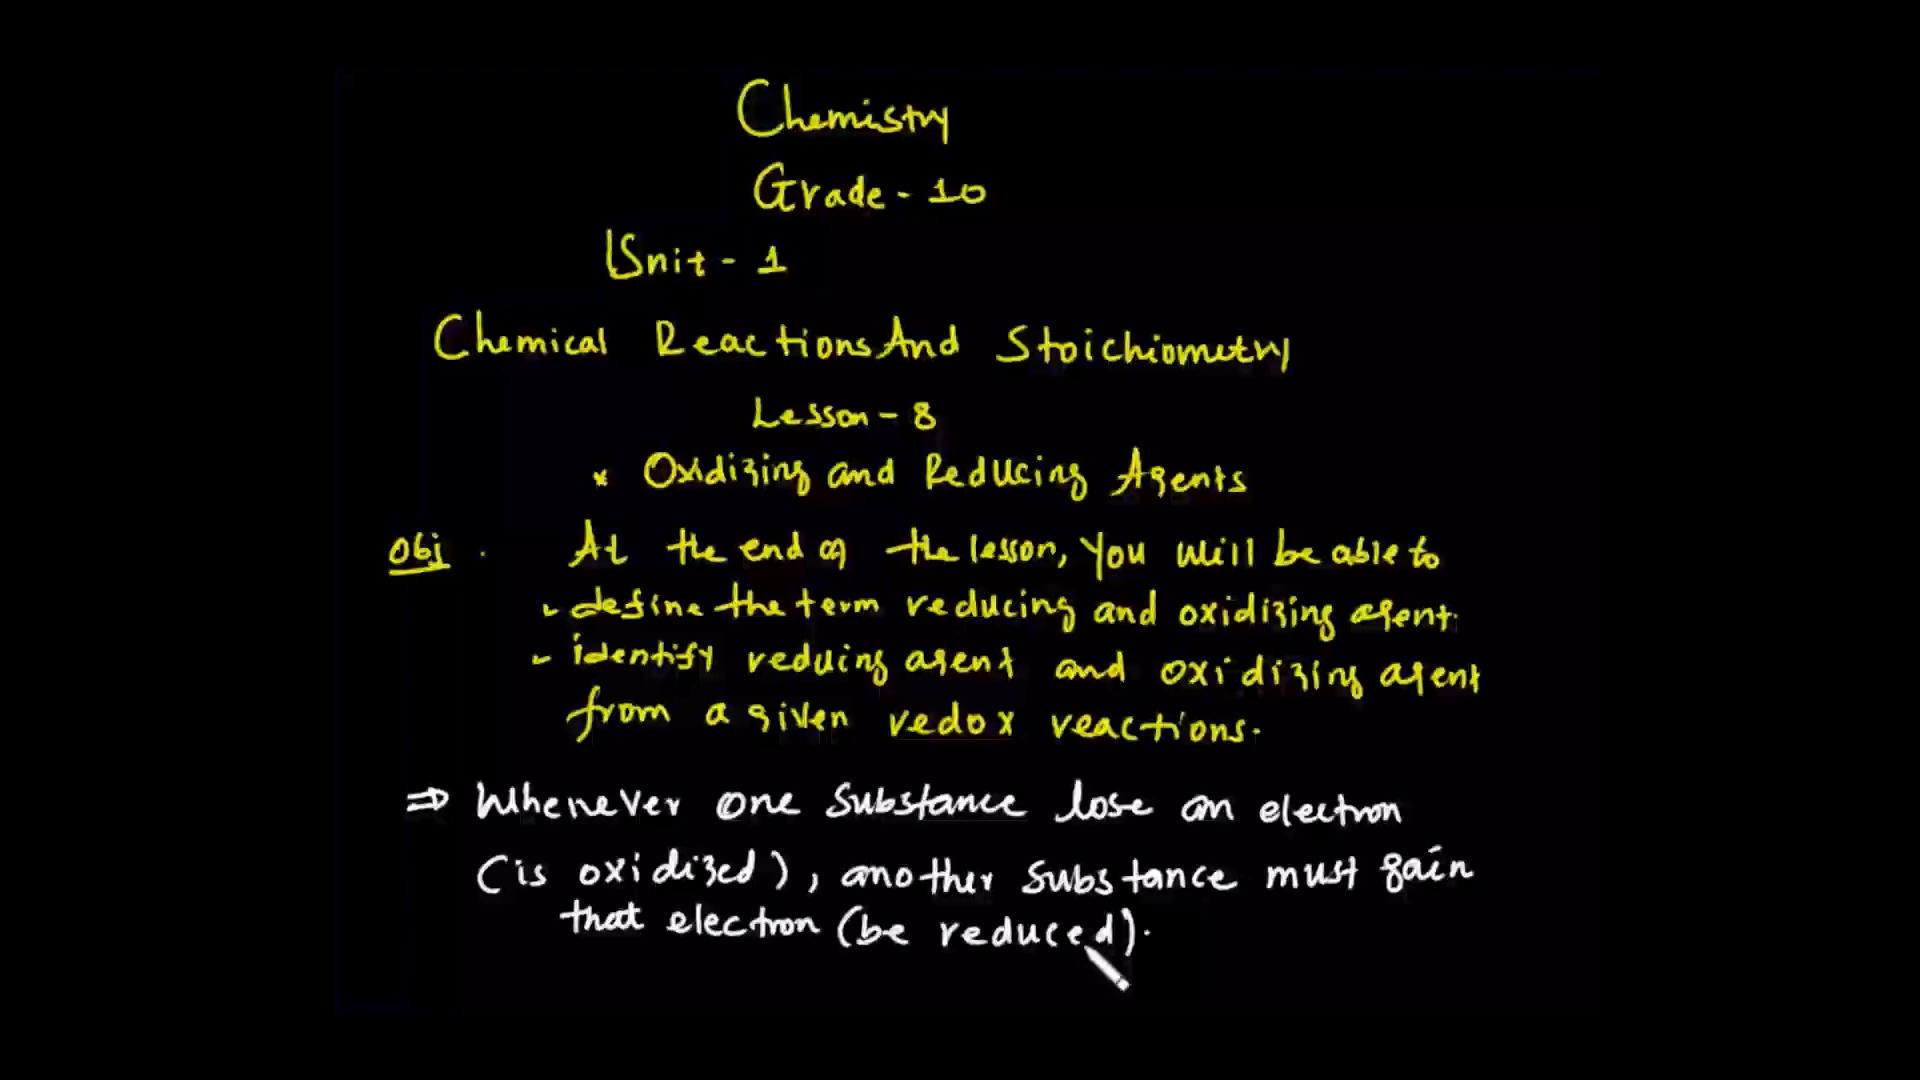 Chemistry
Grade - 10
Unit - 1
Chemical Reactions And Stoichiometry
Lesson - 8
* Oxidizing and Reducing Agents
Obj . At the end of the lesson, You will be able to
- define the term reducing and oxidizing agent.
- identify reduing agent and oxidizing agent
from a given redox reactions.
⇒ Whenever one substance lose an electron
(is oxidized), another substance must gain
that electron (be reduced).